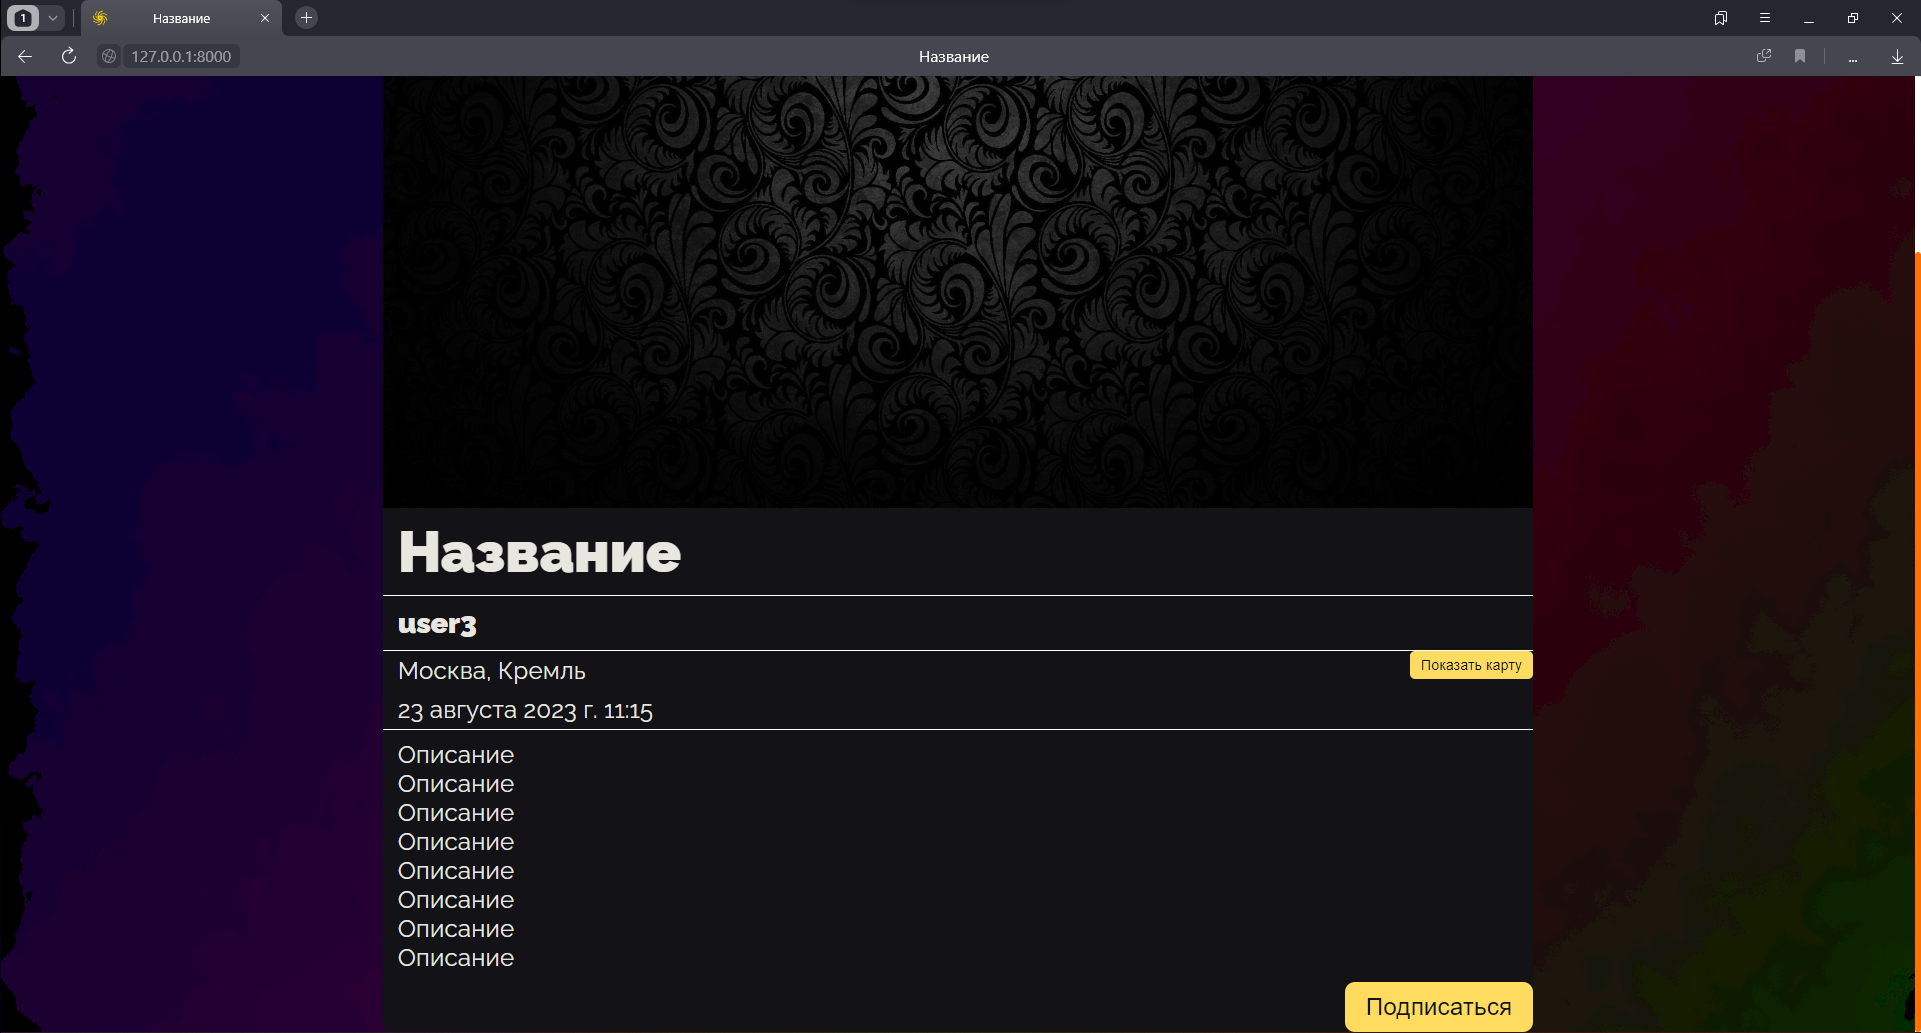 1
Название
127.0.0.1:8000
Название
Название
user3
Москва, Кремль
Показать карту
23 августа 2023 г. 11:15
Описание
Описание
Описание
Описание
Описание
Описание
Описание
Описание
Подписаться